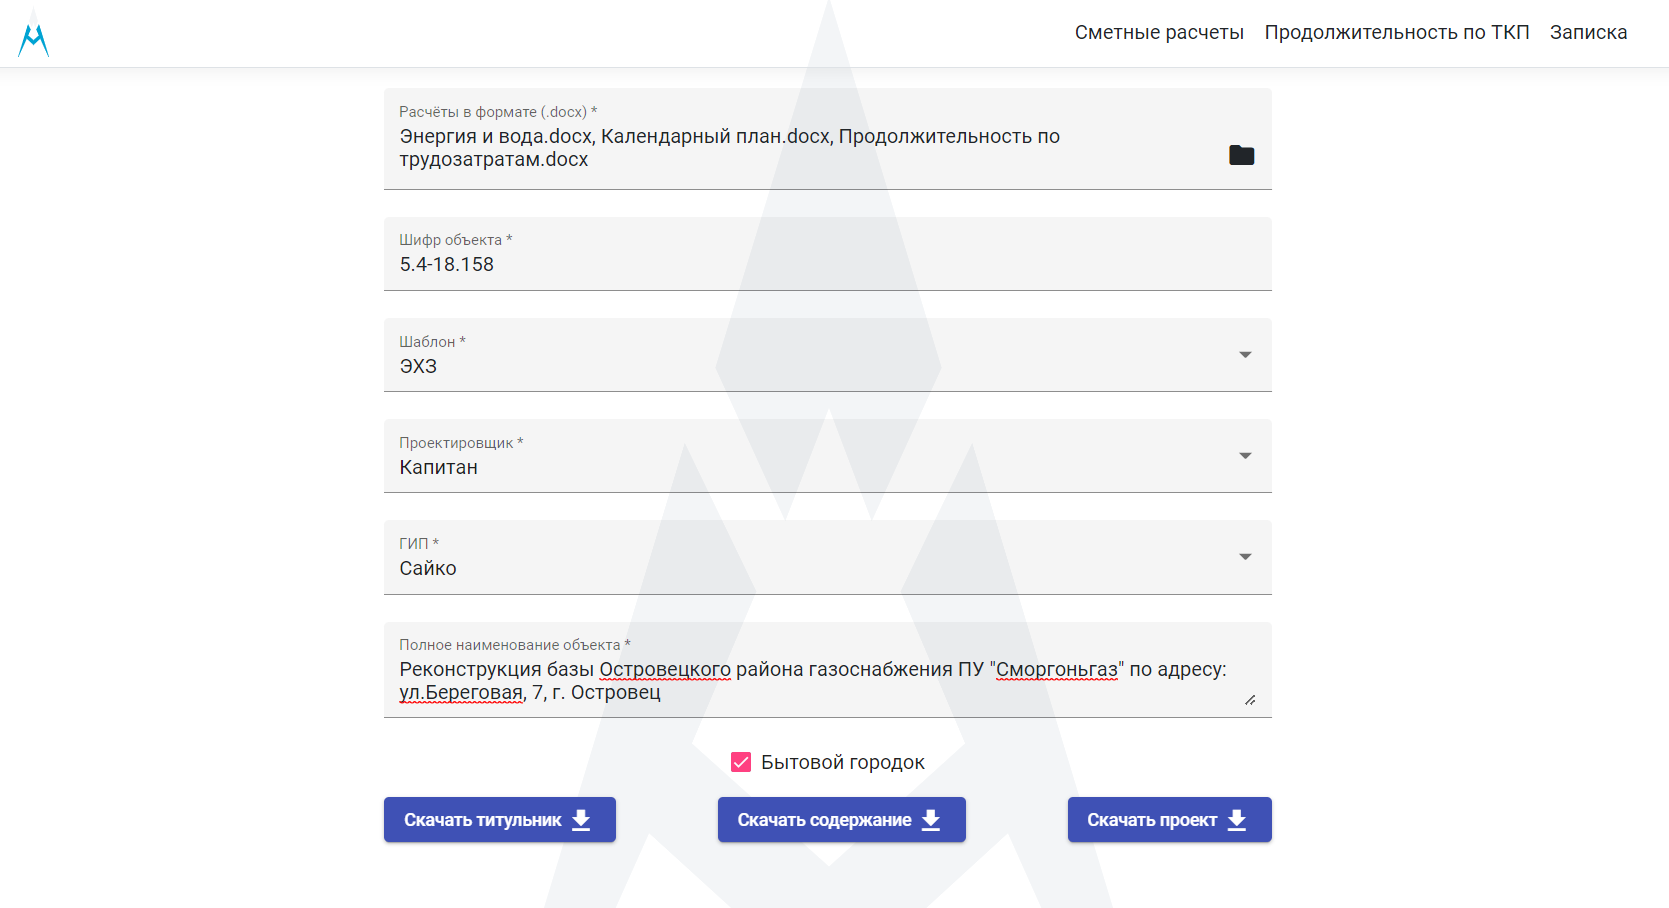 Сметные расчеты Продолжительность по ТКП Записка
Расчёты в формате (.docx) *
Энергия и вода.docx, Календарный план.docx, Продолжительность по
трудозатратам.docx
Шифр объекта *
5.4-18.158
Шаблон *
ЭХЗ
Проектировщик *
Капитан
ГИП *
Сайко
Полное наименование объекта *
Реконструкция базы Островецкого района газоснабжения ПУ "Сморгоньгаз" по адресу:
ул.Береговая, 7, г. Островец
Бытовой городок
Скачать титульник Скачать содержание Скачать проект